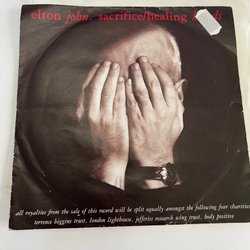 elton john. sacrifice/healing
all royalties from the sale of this record will be split equally amongst the following four charities
terrence higgins trust, london lighthouse, jefferiss research wing trust, body positive